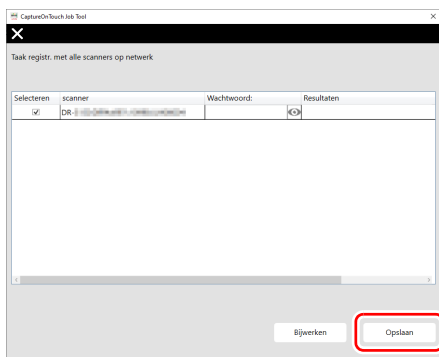 CaptureOnTouch Job Tool
Taak registr. met alle scanners op netwerk
Selecteren scanner Wachtwoord: Resultaten
DR-
Bijwerken Opslaan